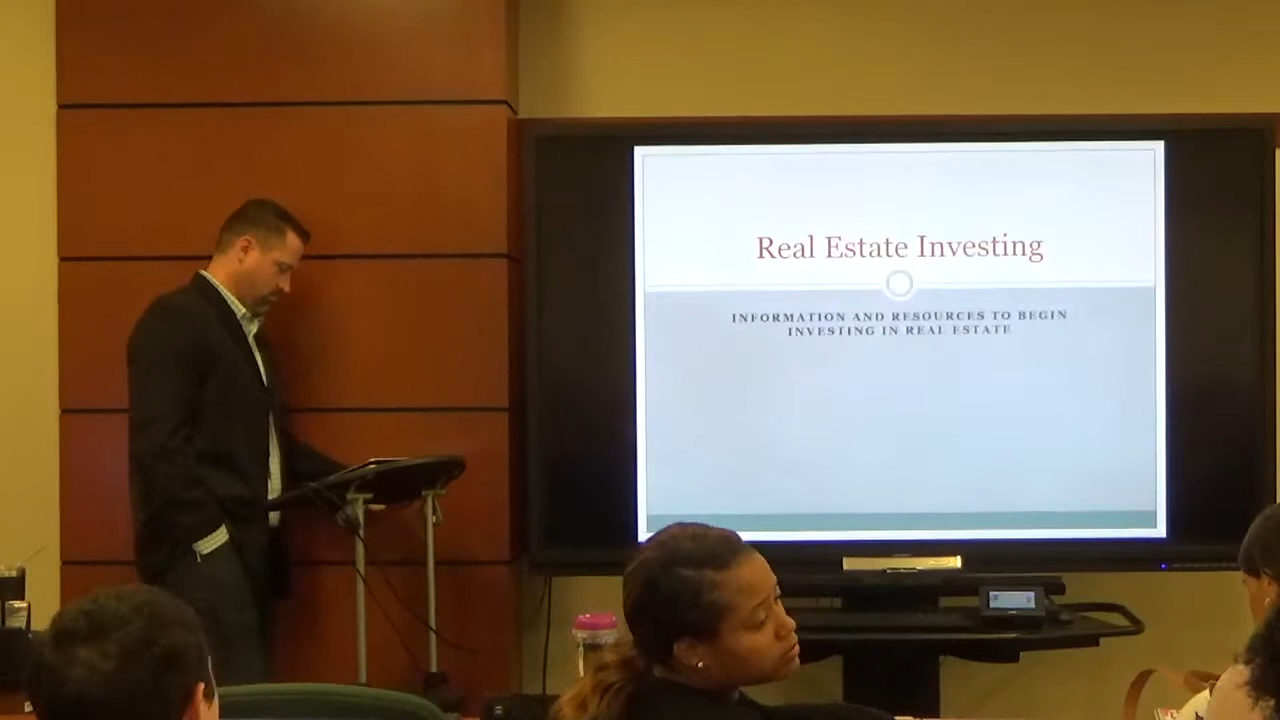 Real Estate Investing
INFORMATION AND RESOURCES TO BEGIN
INVESTING IN REAL ESTATE